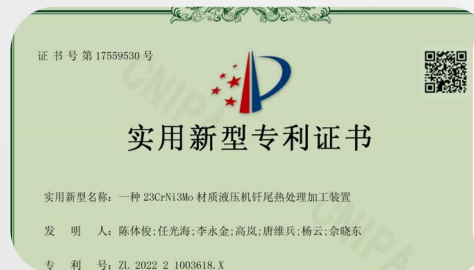 证书号第17559530号
实用新型专利证书
实用新型名称：一种23CrNi3Mo材质液压机钎尾热处理加工装置
发明人：陈体俊;任光海;李永金;高岚;唐维兵;杨云;余晓东
专利号：ZL 2022 2 1003618.X
CNIPA
CNIPA